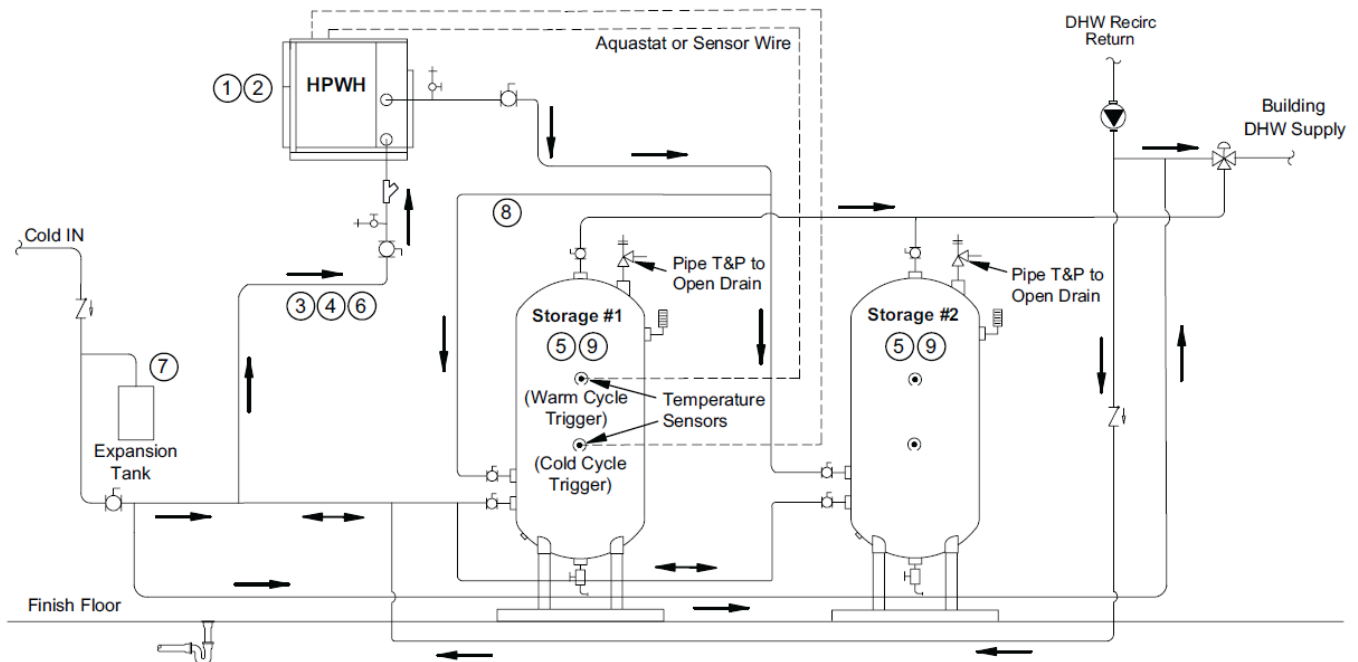 DHW Recirc
Return
Aquastat or Sensor Wire
HPWH
1 2
Building
DHW Supply
8
Cold IN
Pipe T&P to
Open Drain
Pipe T&P to
Open Drain
3 4 6
Storage #1
Storage #2
5 9
5 9
7
(Warm Cycle
Trigger)
Temperature
Sensors
Expansion
Tank
(Cold Cycle
Trigger)
Finish Floor